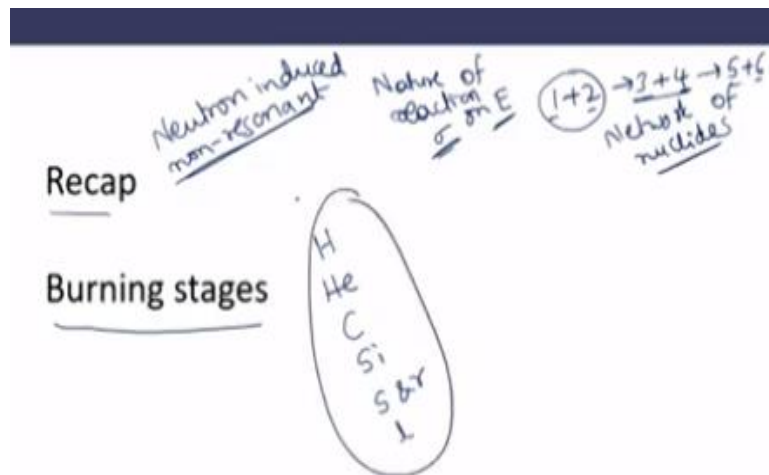 Neutron induced
non-resonant
Nature of
reaction
σ on E
1+2 → 3+4 → 5+6
Network of
nuclides
Recap
Burning stages
H
He
C
Si
S & r